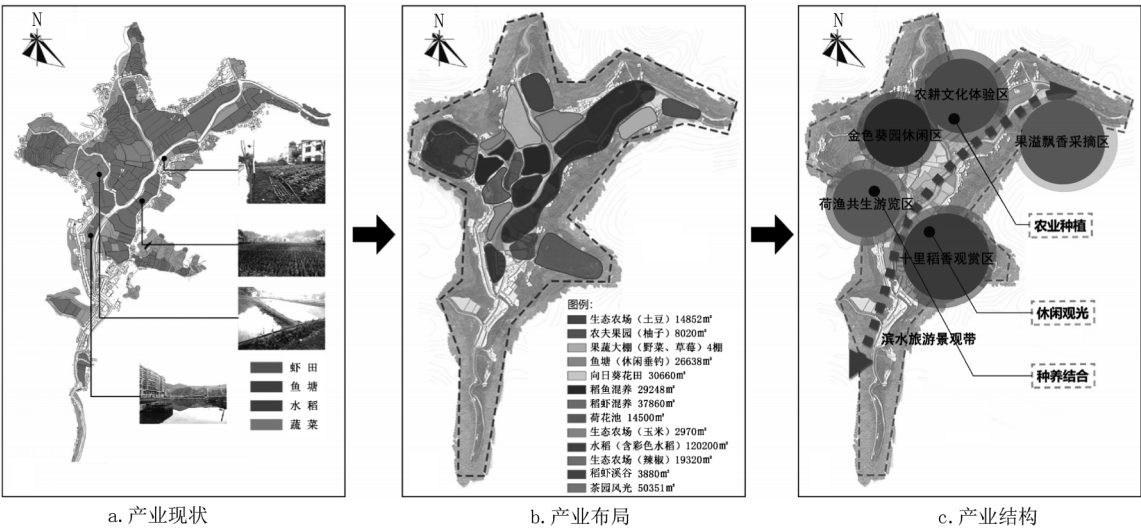 N
虾 田
鱼 塘
水 稻
蔬 菜
a.产业现状
N
图例:
生态农场（土豆）14852㎡
农夫果园（柚子）8020㎡
果蔬大棚（野菜、草莓）4棚
鱼塘（休闲垂钓）26638㎡
向日葵花田 30660㎡
稻鱼混养 29248㎡
稻虾混养 37860㎡
荷花池 14500㎡
生态农场（玉米）2970㎡
水稻（含彩色水稻）120200㎡
生态农场（辣椒）19320㎡
稻虾溪谷 3880㎡
茶园风光 50351㎡
b.产业布局
N
农耕文化体验区
金色葵园休闲区
果溢飘香采摘区
荷渔共生游览区
农业种植
十里稻香观赏区
休闲观光
滨水旅游景观带
种养结合
c.产业结构